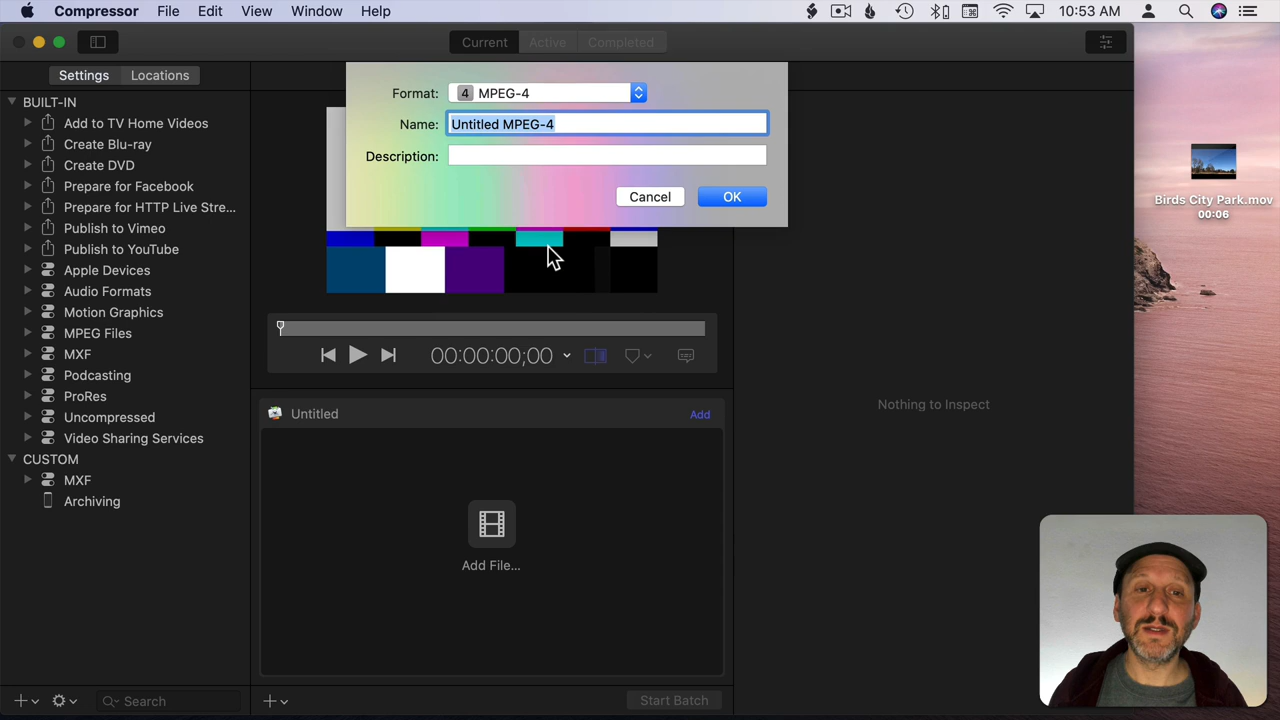 Compressor File Edit View Window Help 10:53 AM
Current Active Completed
Settings Locations
BUILT-IN
Add to TV Home Videos
Create Blu-ray
Create DVD
Prepare for Facebook
Prepare for HTTP Live Stre...
Publish to Vimeo
Publish to YouTube
Apple Devices
Audio Formats
Motion Graphics
MPEG Files
MXF
Podcasting
ProRes
Uncompressed
Video Sharing Services
CUSTOM
MXF
Archiving
Search
Format: 4 MPEG-4
Name: Untitled MPEG-4
Description:
Cancel OK
00:00:00;00
Untitled Add
Add File...
Start Batch
Nothing to Inspect
Birds City Park.mov
00:06